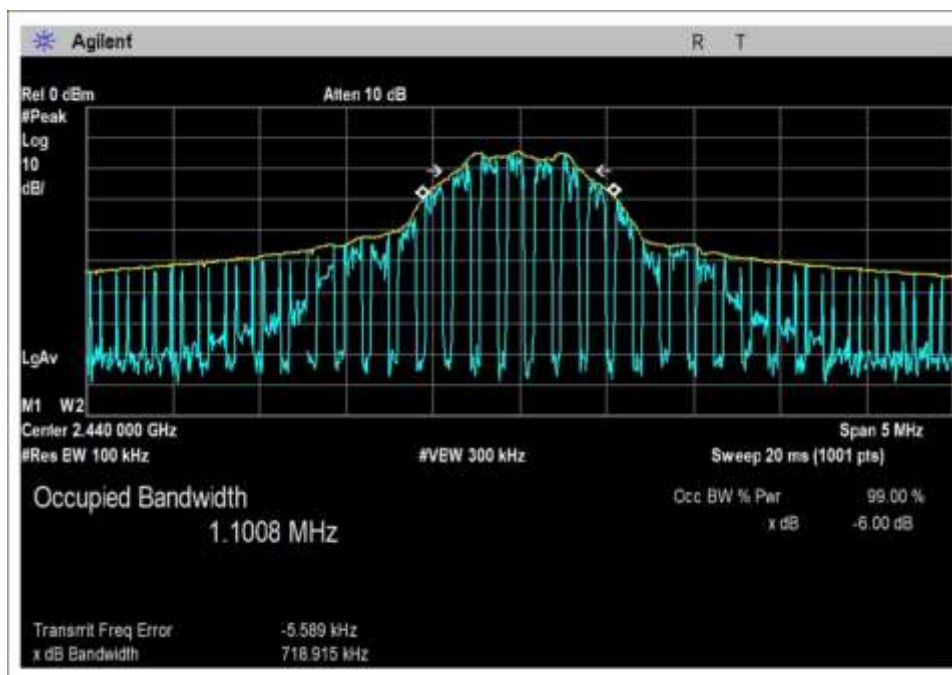 Agilent R T
Ref 0 dBm Atten 10 dB
#Peak
Log
10
dB/
LgAv
M1 W2
Center 2.440 000 GHz Span 5 MHz
#Res BW 100 kHz #VBW 300 kHz Sweep 20 ms (1001 pts)
Occupied Bandwidth Occ BW % Pwr 99.00 %
1.1008 MHz x dB -6.00 dB
Transmit Freq Error -5.589 kHz
x dB Bandwidth 718.915 kHz